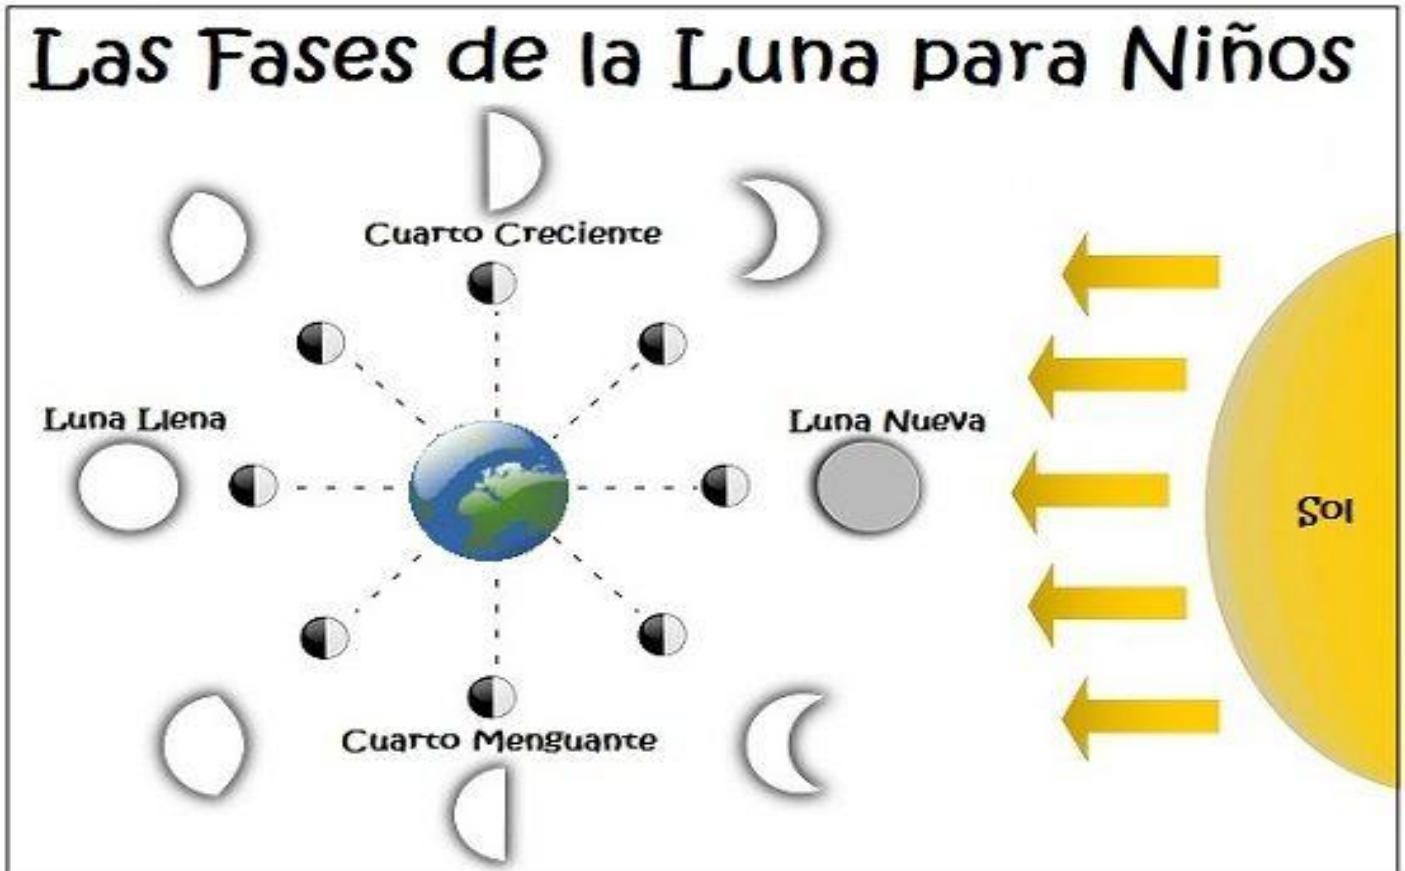 Las Fases de la Luna para Niños
Cuarto Creciente
Luna Llena
Luna Nueva
Sol
Cuarto Menguante